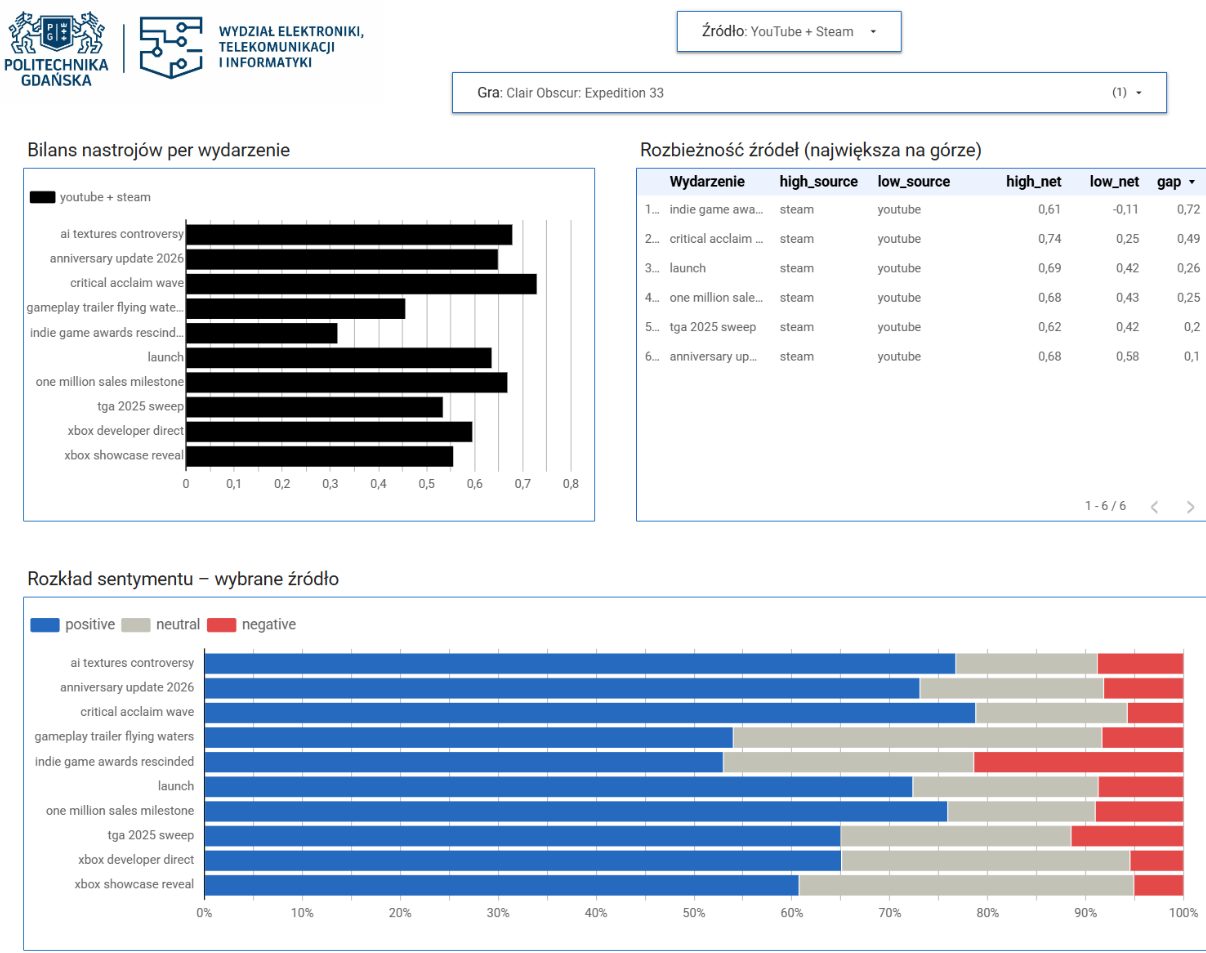 P G
POLITECHNIKA
GDAŃSKA
WYDZIAŁ ELEKTRONIKI,
TELEKOMUNIKACJI
I INFORMATYKI
Źródło: YouTube + Steam
Gra: Clair Obscur: Expedition 33 (1)
Bilans nastrojów per wydarzenie
youtube + steam
ai textures controversy
anniversary update 2026
critical acclaim wave
gameplay trailer flying wate...
indie game awards rescind...
launch
one million sales milestone
tga 2025 sweep
xbox developer direct
xbox showcase reveal
0 0,1 0,2 0,3 0,4 0,5 0,6 0,7 0,8
Rozbieżność źródeł (największa na górze)
Wydarzenie high_source low_source high_net low_net gap
1... indie game awa... steam youtube 0,61 -0,11 0,72
2... critical acclaim ... steam youtube 0,74 0,25 0,49
3... launch steam youtube 0,69 0,42 0,26
4... one million sale... steam youtube 0,68 0,43 0,25
5... tga 2025 sweep steam youtube 0,62 0,42 0,2
6... anniversary up... steam youtube 0,68 0,58 0,1
1 - 6 / 6
Rozkład sentymentu – wybrane źródło
positive neutral negative
ai textures controversy
anniversary update 2026
critical acclaim wave
gameplay trailer flying waters
indie game awards rescinded
launch
one million sales milestone
tga 2025 sweep
xbox developer direct
xbox showcase reveal
0% 10% 20% 30% 40% 50% 60% 70% 80% 90% 100%